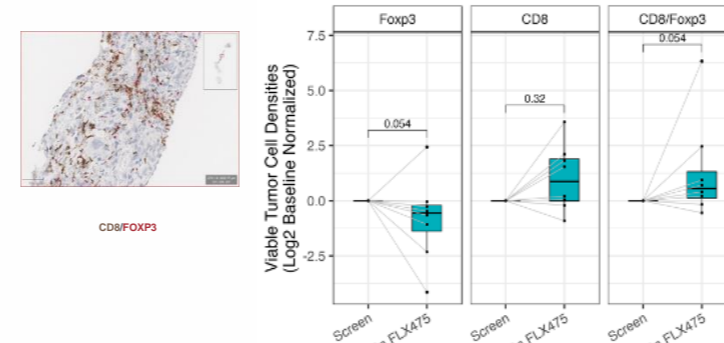 Foxp3
CD8
CD8/Foxp3
7.5
5.0
2.5
0.0
-2.5
Viable Tumor Cell Densities
(Log2 Baseline Normalized)
0.054
0.32
0.054
Screen
FLX475
Screen
FLX475
Screen
FLX475
CD8/FOXP3